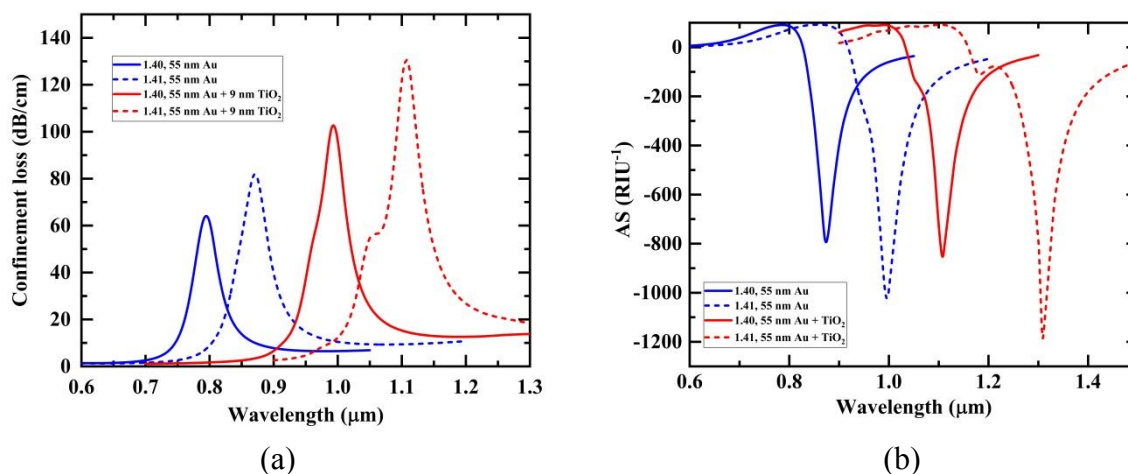 140
120
100
80
60
40
20
0
Confinement loss (dB/cm)
1.40, 55 nm Au
1.41, 55 nm Au
1.40, 55 nm Au + 9 nm TiO₂
1.41, 55 nm Au + 9 nm TiO₂
0.6 0.7 0.8 0.9 1.0 1.1 1.2 1.3
Wavelength (μm)
(a)
0
-200
-400
-600
-800
-1000
-1200
AS (RIU⁻¹)
1.40, 55 nm Au
1.41, 55 nm Au
1.40, 55 nm Au + TiO₂
1.41, 55 nm Au + TiO₂
0.6 0.8 1.0 1.2 1.4
Wavelength (μm)
(b)